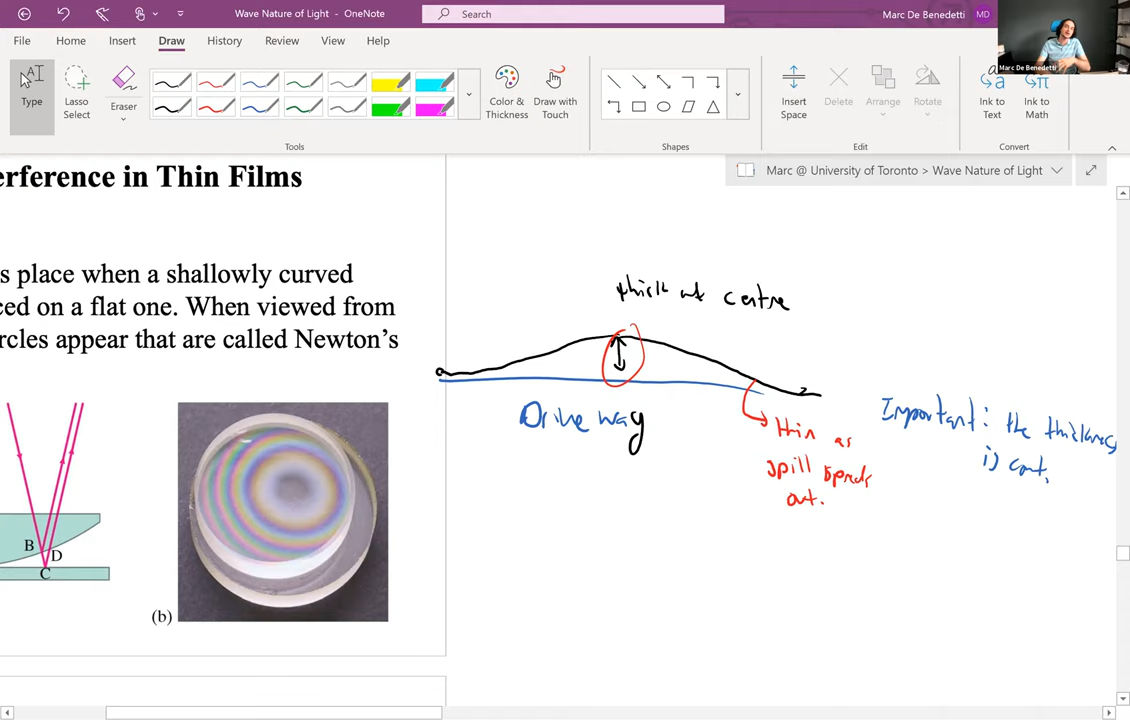 Wave Nature of Light - OneNote
Search
Marc De Benedetti
MD
File
Home
Insert
Draw
History
Review
View
Help
Marc De Benedetti
Type
Lasso
Select
Eraser
Color &
Thickness
Draw with
Touch
Insert
Space
Delete
Arrange
Rotate
Ink to
Text
Ink to
Math
Tools
Shapes
Edit
Convert
Marc @ University of Toronto > Wave Nature of Light
erference in Thin Films
s place when a shallowly curved
ced on a flat one. When viewed from
rcles appear that are called Newton's
B
D
C
(b)
thick at centre
Drive way
thin as
spill spreads
out.
Important: the thickness
is cont.